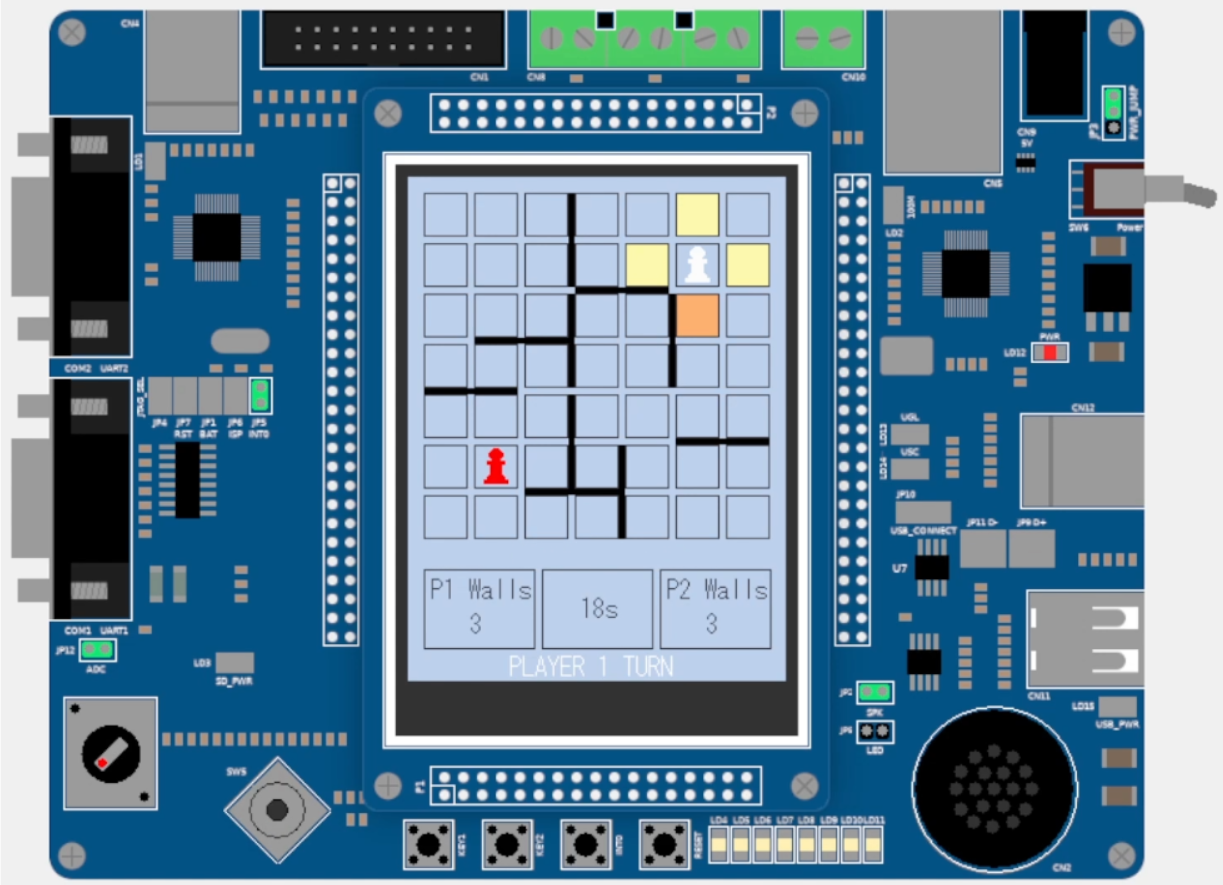 CN4
CN1
CN8
CN10
P2
CN9
5V
JP3
PWR_JUMP
CN5
LD1
100M
LD2
SW6
Power
COM2 UART2
PWR
LD12
JTAG_SEL
JP4 JP7 JP1 JP6 JP5
RST BAT ISP INT0
CN12
UGL
LD13
USC
LD14
JP10
USB_CONNECT
JP11 D-
JP9 D+
U7
P1 Walls
3
18s
P2 Walls
3
PLAYER 1 TURN
COM1 UART1
JP12
ADC
LD3
SD_PWR
JP2
SPK
CN11
LD15
USB_PWR
LED
SW5
P1
KEY1
KEY2
INT0
RESET
LD4 LD5 LD6 LD7 LD8 LD9 LD10 LD11
CN2